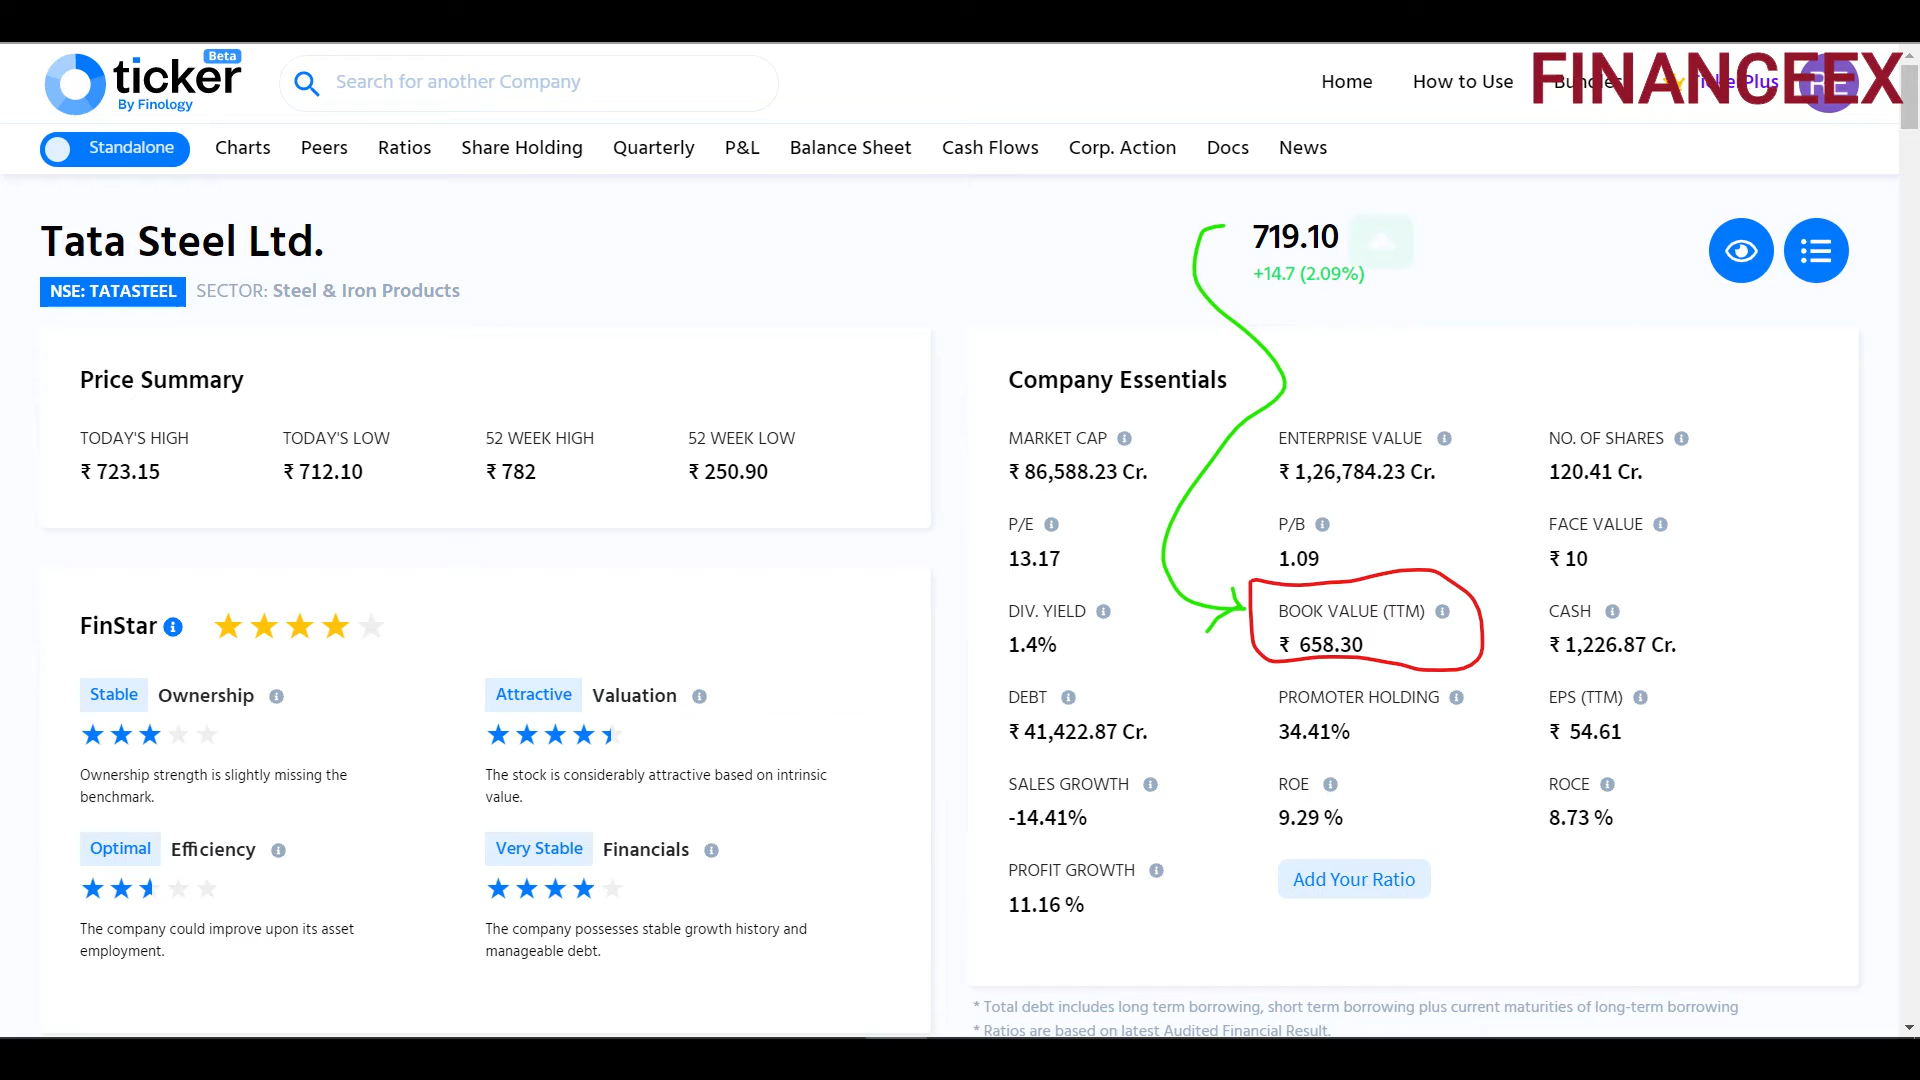 ticker Beta
By Finology
Search for another Company
Home How to Use
FINANCEEX
Standalone Charts Peers Ratios Share Holding Quarterly P&L Balance Sheet Cash Flows Corp. Action Docs News
Tata Steel Ltd.
719.10
+14.7 (2.09%)
NSE: TATASTEEL SECTOR: Steel & Iron Products
Price Summary
TODAY'S HIGH TODAY'S LOW 52 WEEK HIGH 52 WEEK LOW
₹ 723.15 ₹ 712.10 ₹ 782 ₹ 250.90
FinStar
Stable Ownership
Ownership strength is slightly missing the
benchmark.
Attractive Valuation
The stock is considerably attractive based on intrinsic
value.
Optimal Efficiency
The company could improve upon its asset
employment.
Very Stable Financials
The company possesses stable growth history and
manageable debt.
Company Essentials
MARKET CAP ENTERPRISE VALUE NO. OF SHARES
₹ 86,588.23 Cr. ₹ 1,26,784.23 Cr. 120.41 Cr.
P/E P/B FACE VALUE
13.17 1.09 ₹ 10
DIV. YIELD BOOK VALUE (TTM) CASH
1.4% ₹ 658.30 ₹ 1,226.87 Cr.
DEBT PROMOTER HOLDING EPS (TTM)
₹ 41,422.87 Cr. 34.41% ₹ 54.61
SALES GROWTH ROE ROCE
-14.41% 9.29 % 8.73 %
PROFIT GROWTH
11.16 %
Add Your Ratio
* Total debt includes long term borrowing, short term borrowing plus current maturities of long-term borrowing
* Ratios are based on latest Audited Financial Result.